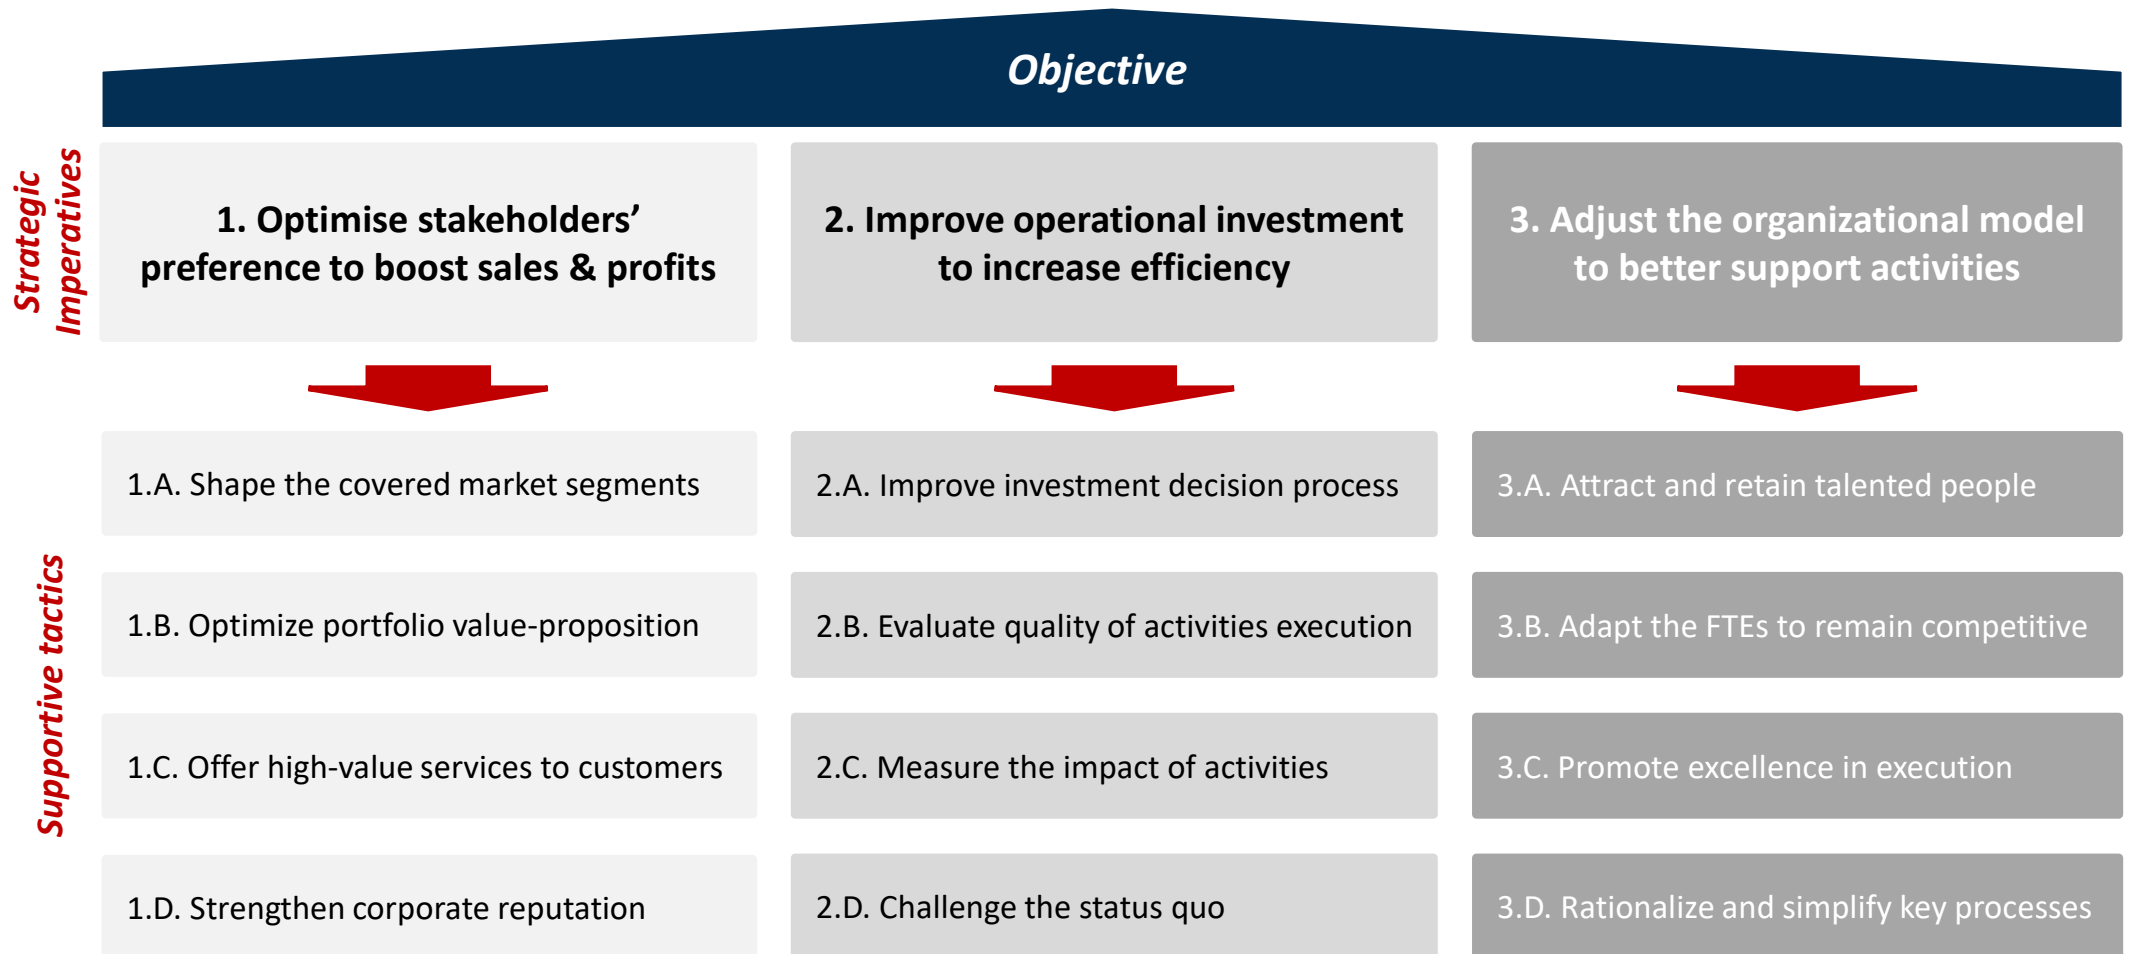 Objective
Strategic
Imperatives
1. Optimise stakeholders’
preference to boost sales & profits
2. Improve operational investment
to increase efficiency
3. Adjust the organizational model
to better support activities
Supportive tactics
1.A. Shape the covered market segments
2.A. Improve investment decision process
3.A. Attract and retain talented people
1.B. Optimize portfolio value-proposition
2.B. Evaluate quality of activities execution
3.B. Adapt the FTEs to remain competitive
1.C. Offer high-value services to customers
2.C. Measure the impact of activities
3.C. Promote excellence in execution
1.D. Strengthen corporate reputation
2.D. Challenge the status quo
3.D. Rationalize and simplify key processes